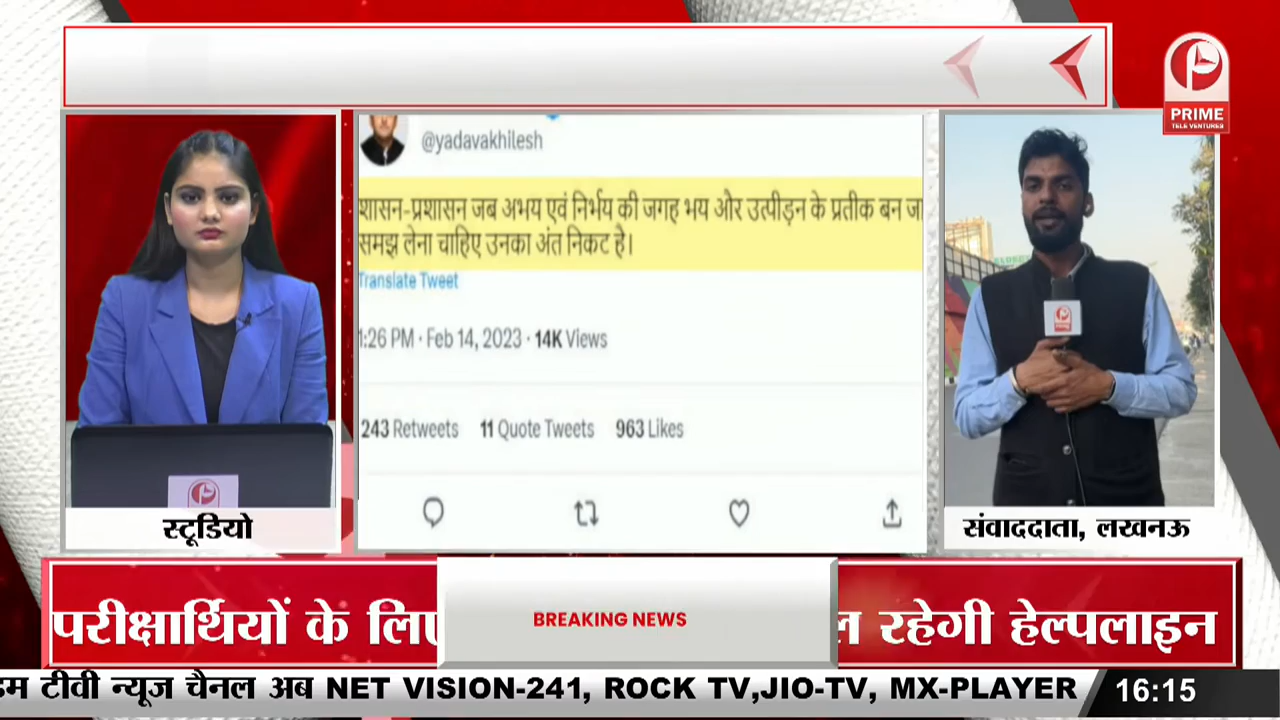 PRIME
TELE VENTURES
@yadavakhilesh
शासन-प्रशासन जब अभय एवं निर्भय की जगह भय और उत्पीड़न के प्रतीक बन
समझ लेना चाहिए उनका अंत निकट है।
Translate Tweet
1:26 PM · Feb 14, 2023 · 14K Views
243 Retweets 11 Quote Tweets 963 Likes
स्टूडियो
संवाददाता, लखनऊ
परीक्षार्थियों के
रहेगी हेल्पलाइन
BREAKING NEWS
टीवी न्यूज चैनल अब NET VISION-241, ROCK TV,JIO-TV, MX-PLAYER
16:15